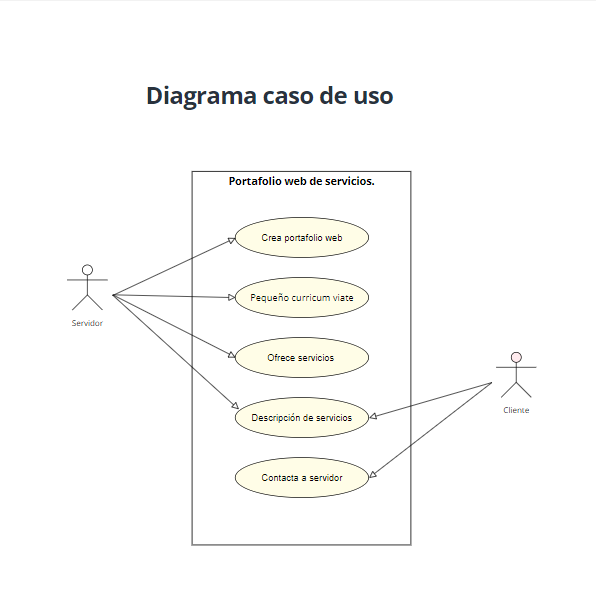 Diagrama caso de uso
Portafolio web de servicios.
Crea portafolio web
Pequeño curricum viate
Servidor
Ofrece servicios
Cliente
Descripción de servicios
Contacta a servidor